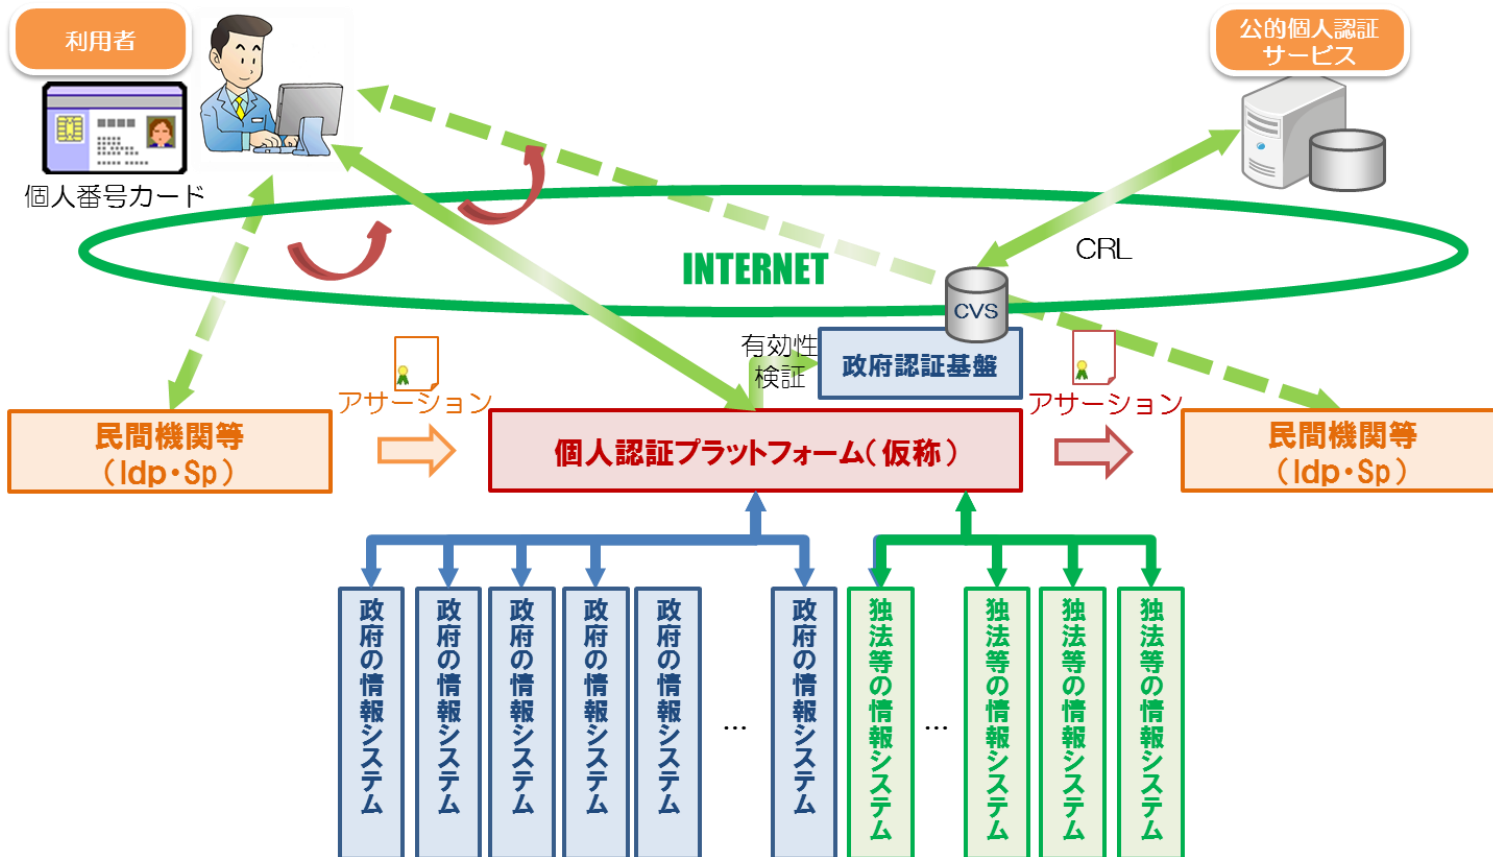 利用者
公的個人認証
サービス
個人番号カード
INTERNET
CRL
CVS
有効性
検証
政府認証基盤
アサーション
アサーション
民間機関等
（Idp・Sp）
個人認証プラットフォーム（仮称）
民間機関等
（Idp・Sp）
政府の情報システム
政府の情報システム
政府の情報システム
政府の情報システム
政府の情報システム
…
政府の情報システム
独法等の情報システム
…
独法等の情報システム
独法等の情報システム
独法等の情報システム